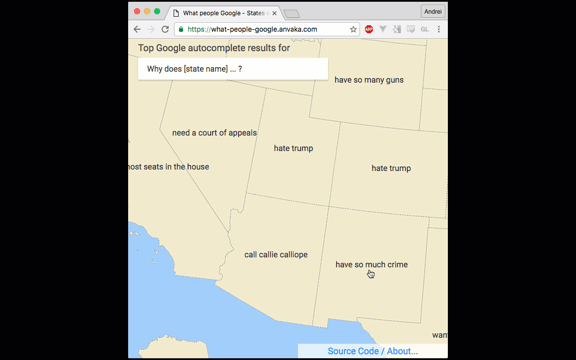 What people Google - States
Andrei
https://what-people-google.anvaka.com
ABP
GL
Top Google autocomplete results for
Why does [state name] ... ?
have so many guns
need a court of appeals
hate trump
most seats in the house
hate trump
call callie calliope
have so much crime
want
Source Code / About...